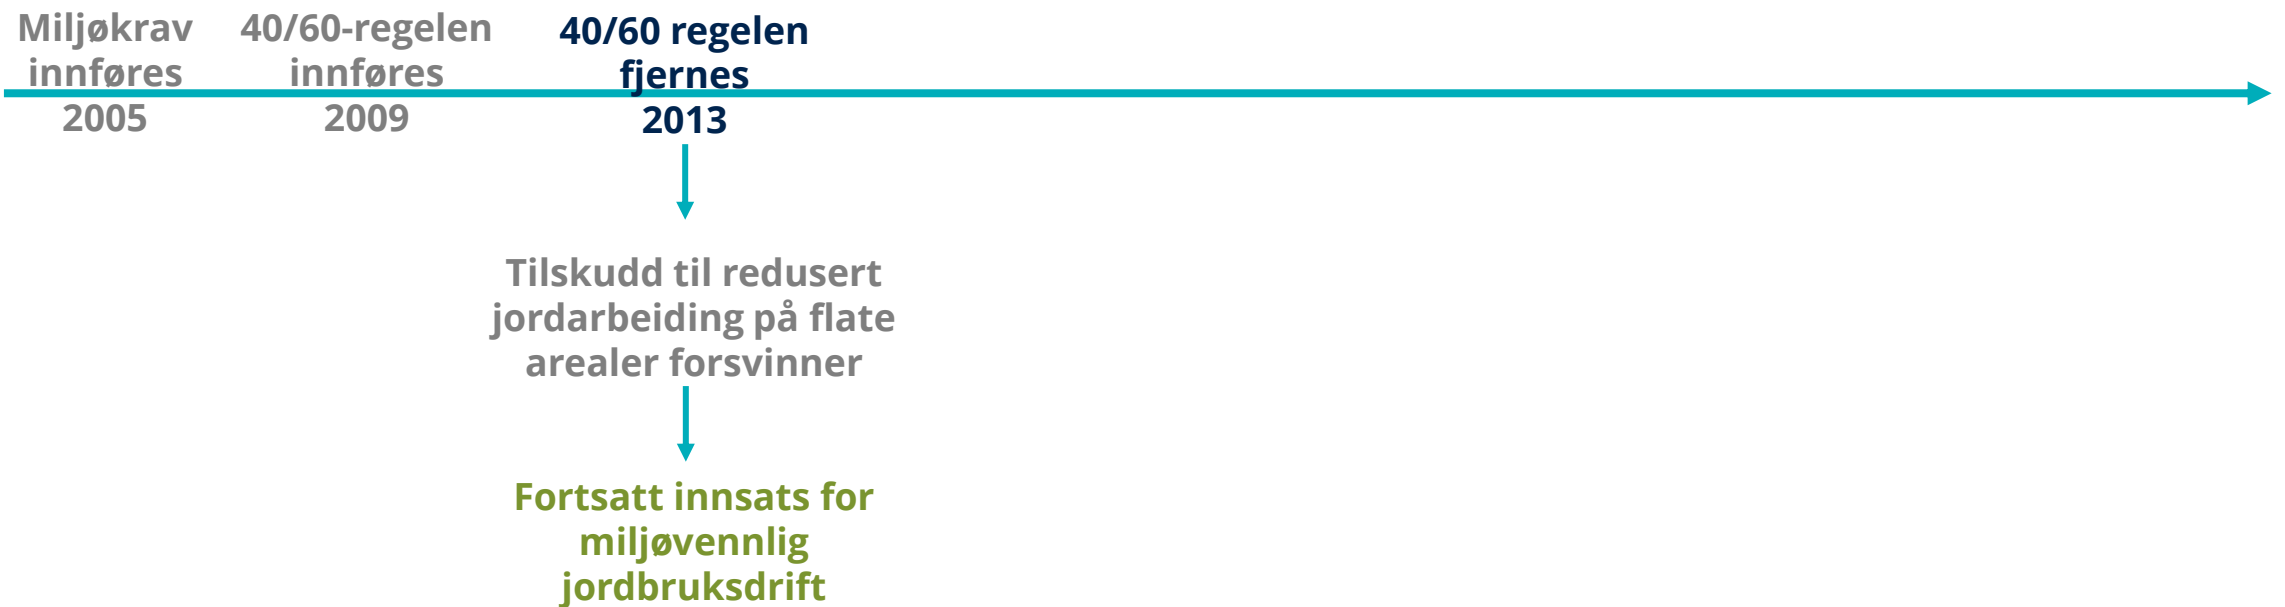 Miljøkrav
innføres
2005
40/60-regelen
innføres
2009
40/60 regelen
fjernes
2013
Tilskudd til redusert
jordarbeiding på flate
arealer forsvinner
Fortsatt innsats for
miljøvennlig
jordbruksdrift